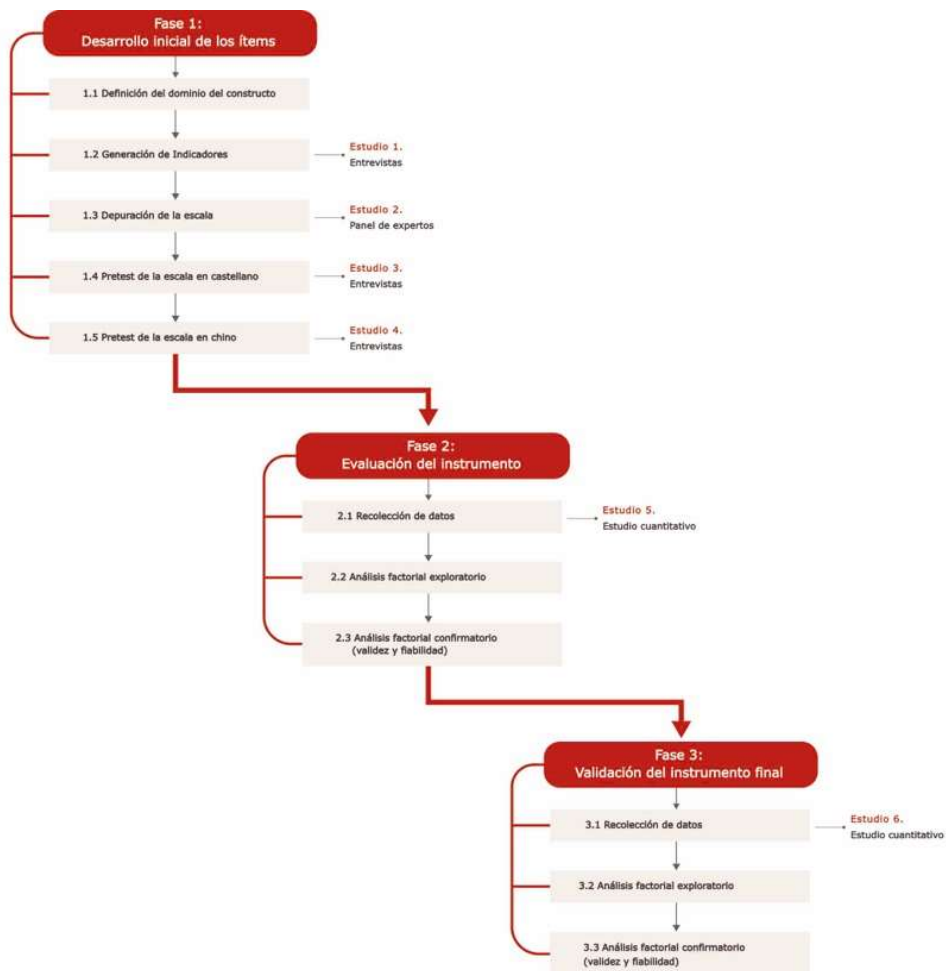 Fase 1:
Desarrollo inicial de los ítems
1.1 Definición del dominio del constructo
1.2 Generación de Indicadores
Estudio 1.
Entrevistas
1.3 Depuración de la escala
Estudio 2.
Panel de expertos
1.4 Pretest de la escala en castellano
Estudio 3.
Entrevistas
1.5 Pretest de la escala en chino
Estudio 4.
Entrevistas
Fase 2:
Evaluación del instrumento
2.1 Recolección de datos
Estudio 5.
Estudio cuantitativo
2.2 Análisis factorial exploratorio
2.3 Análisis factorial confirmatorio
(validez y fiabilidad)
Fase 3:
Validación del instrumento final
3.1 Recolección de datos
Estudio 6.
Estudio cuantitativo
3.2 Análisis factorial exploratorio
3.3 Análisis factorial confirmatorio
(validez y fiabilidad)